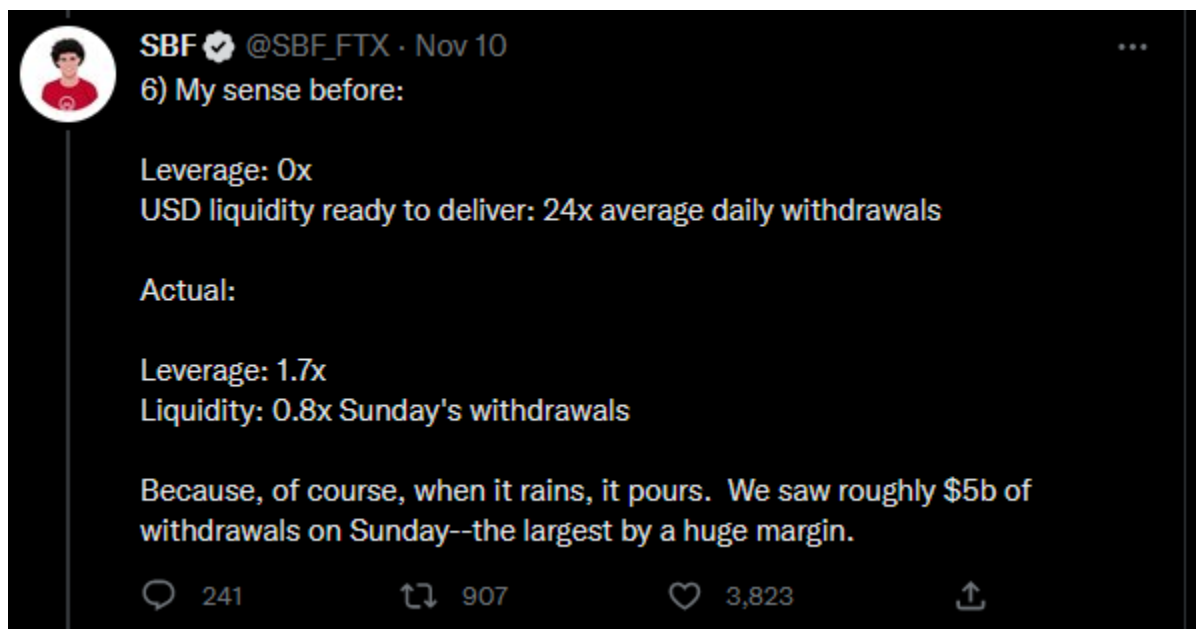 SBF @SBF_FTX · Nov 10
6) My sense before:
Leverage: 0x
USD liquidity ready to deliver: 24x average daily withdrawals
Actual:
Leverage: 1.7x
Liquidity: 0.8x Sunday's withdrawals
Because, of course, when it rains, it pours.  We saw roughly $5b of
withdrawals on Sunday--the largest by a huge margin.
241 907 3,823